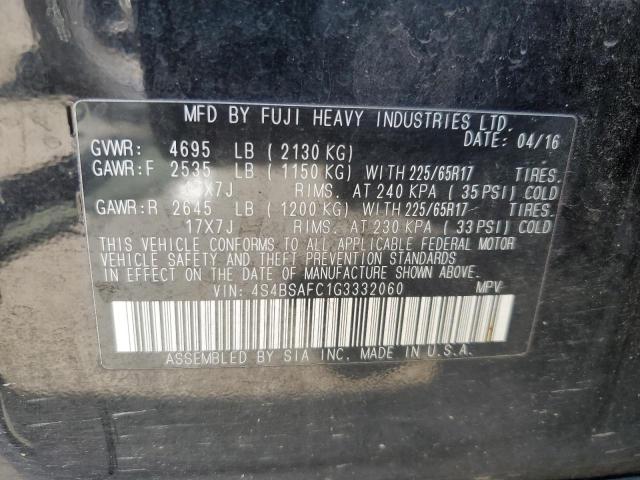 MFD BY FUJI HEAVY INDUSTRIES LTD.
DATE: 04/16
GVWR: 4695 LB (2130 KG)
GAWR:F 2535 LB (1150 KG) WITH 225/65R17 TIRES.
17X7J RIMS. AT 240 KPA (35 PSI) COLD
GAWR:R 2645 LB (1200 KG) WITH 225/65R17 TIRES.
17X7J RIMS. AT 230 KPA (33 PSI) COLD
THIS VEHICLE CONFORMS TO ALL APPLICABLE FEDERAL MOTOR
VEHICLE SAFETY AND THEFT PREVENTION STANDARDS
IN EFFECT ON THE DATE OF MANUFACTURE SHOWN ABOVE.
VIN: 4S4BSAFC1G3332060 MPV
ASSEMBLED BY SIA INC. MADE IN U.S.A.